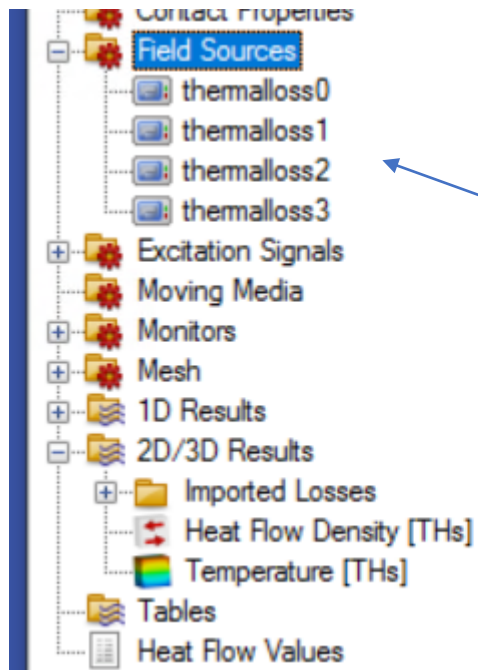 Contact Properties
Field Sources
thermalloss0
thermalloss1
thermalloss2
thermalloss3
Excitation Signals
Moving Media
Monitors
Mesh
1D Results
2D/3D Results
Imported Losses
Heat Flow Density [THs]
Temperature [THs]
Tables
Heat Flow Values